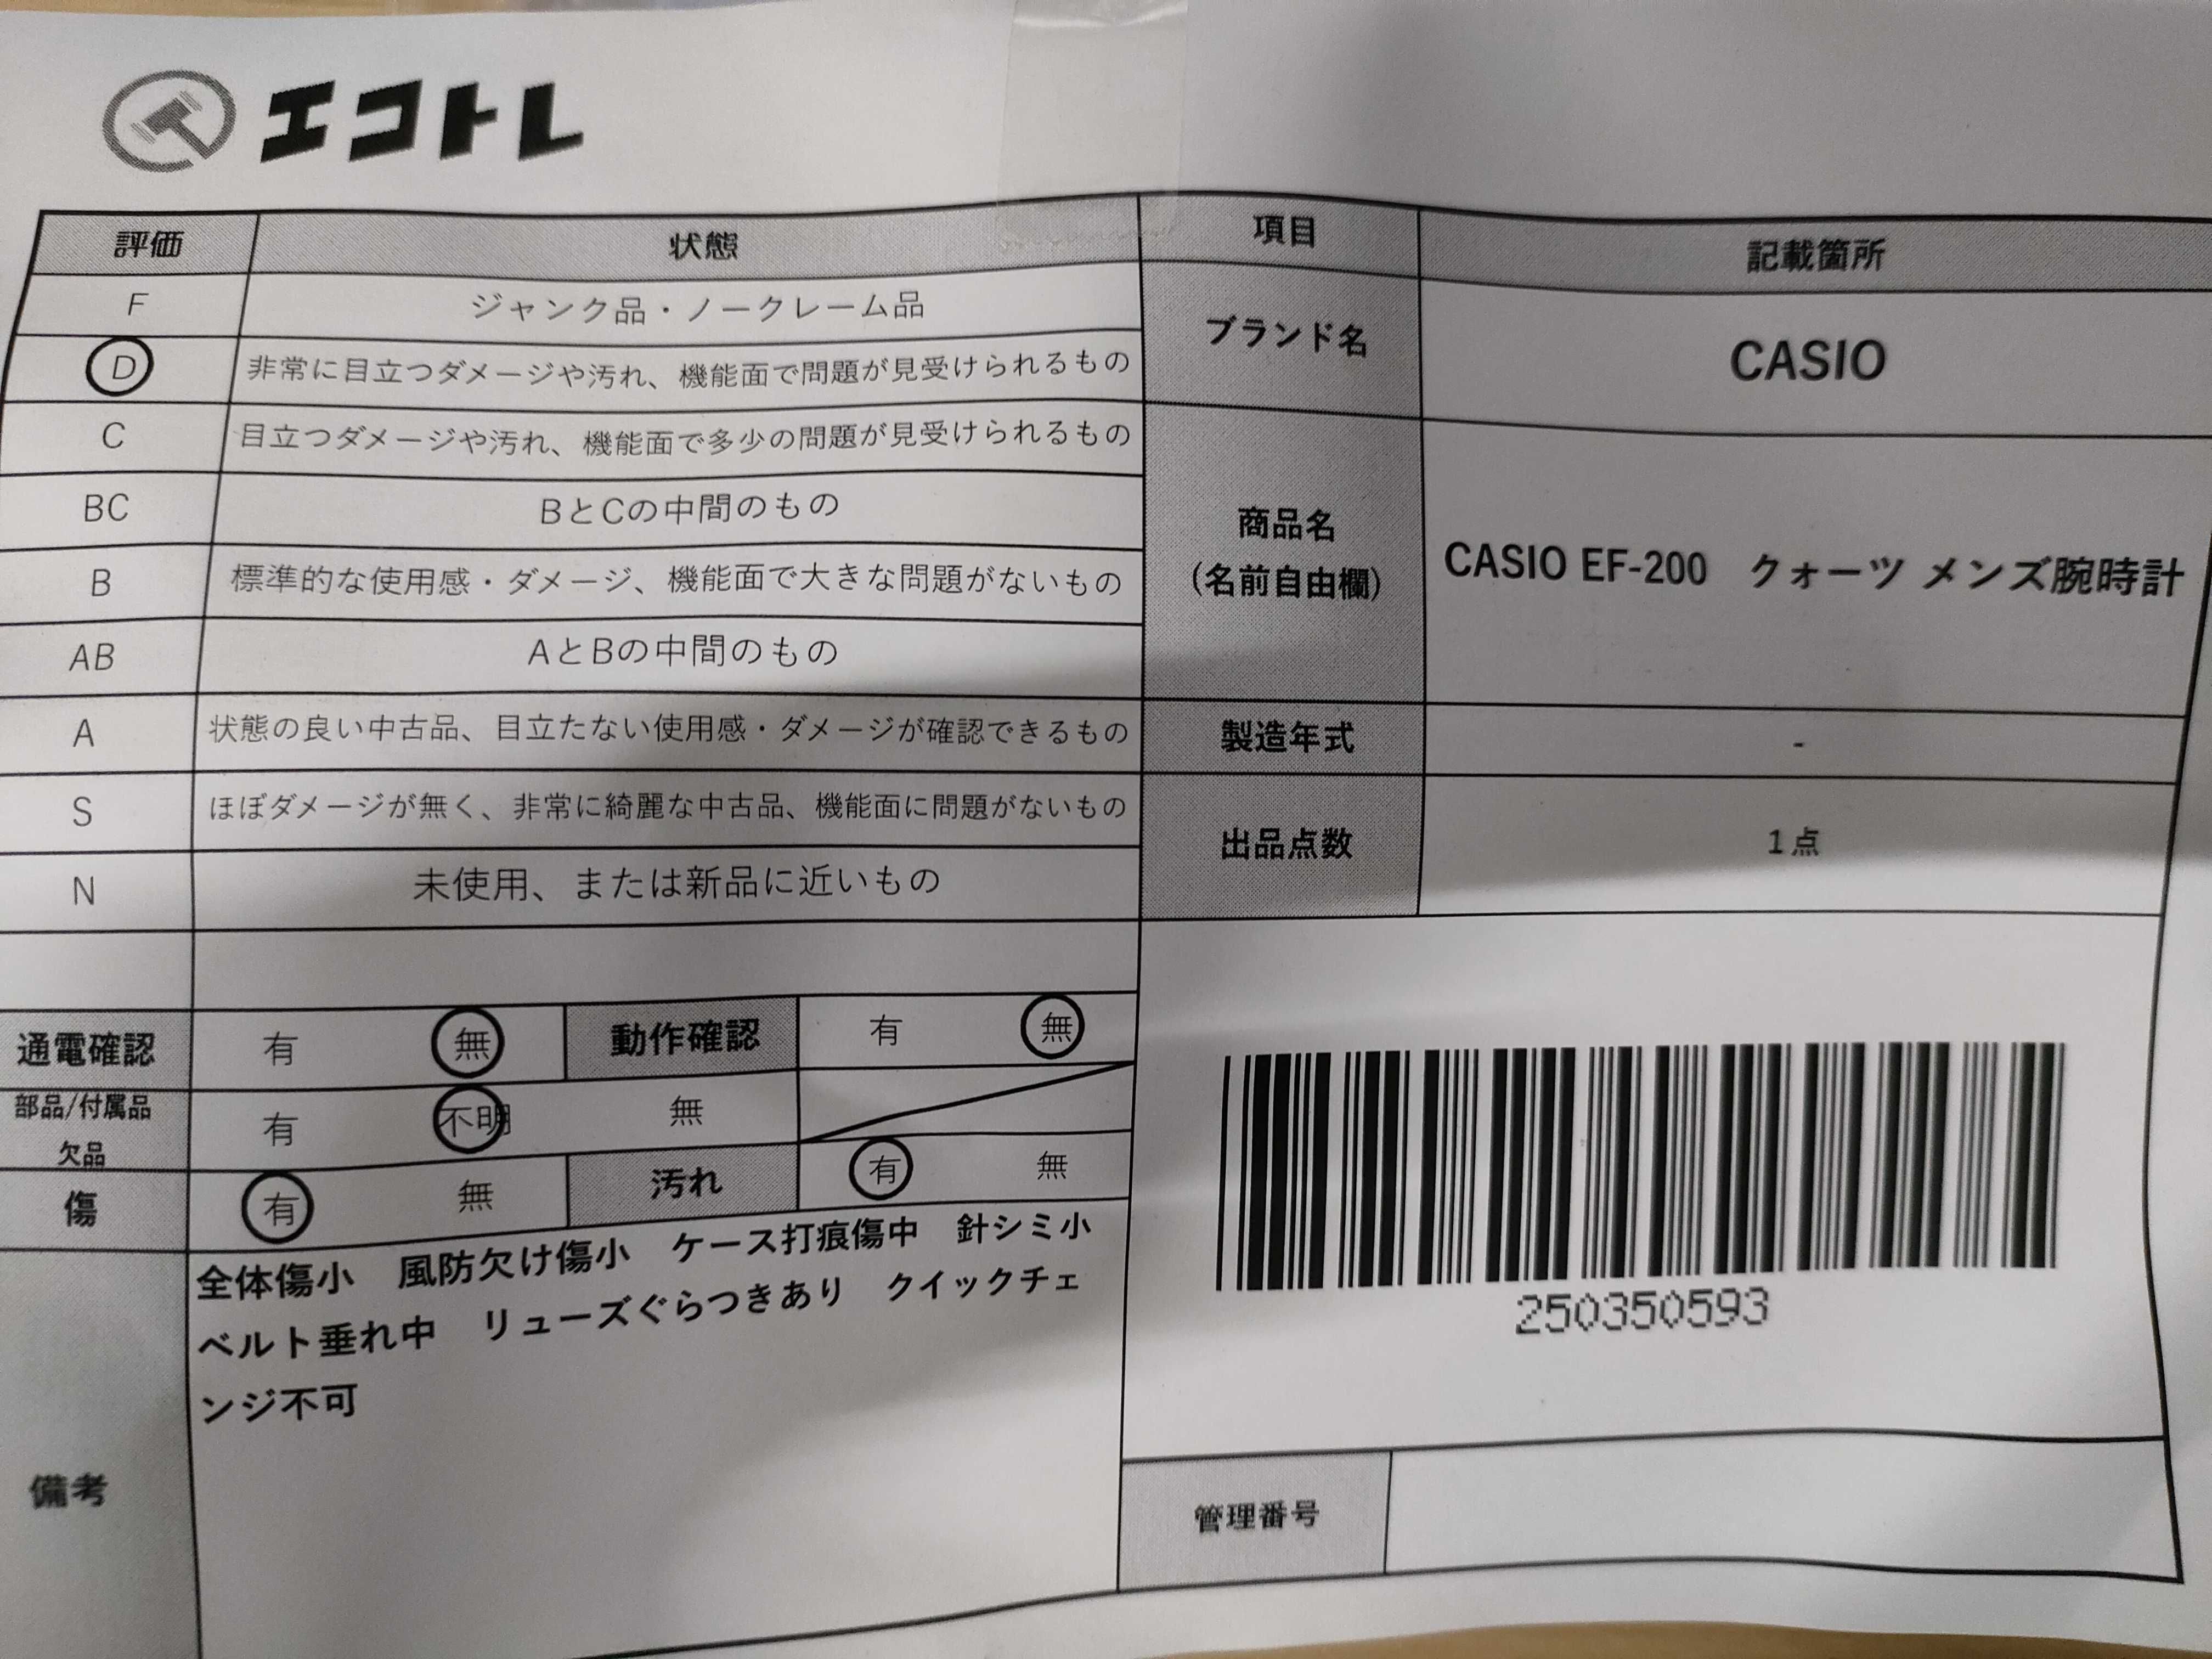 エコトレ
評価 状態
F ジャンク品・ノークレーム品
D 非常に目立つダメージや汚れ、機能面で問題が見受けられるもの
C 目立つダメージや汚れ、機能面で多少の問題が見受けられるもの
BC BとCの中間のもの
B 標準的な使用感・ダメージ、機能面で大きな問題がないもの
AB AとBの中間のもの
A 状態の良い中古品、目立たない使用感・ダメージが確認できるもの
S ほぼダメージが無く、非常に綺麗な中古品、機能面に問題がないもの
N 未使用、または新品に近いもの
通電確認 有 無 動作確認 有 無
部品/付属品
欠品 有 不明 無
傷 有 無 汚れ 有 無
備考
全体傷小 風防欠け傷小 ケース打痕傷中 針シミ小
ベルト垂れ中 リューズぐらつきあり クイックチェ
ンジ不可
項目 記載箇所
ブランド名 CASIO
商品名
(名前自由欄) CASIO EF-200 クォーツ メンズ腕時計
製造年式 -
出品点数 1点
250350593
管理番号